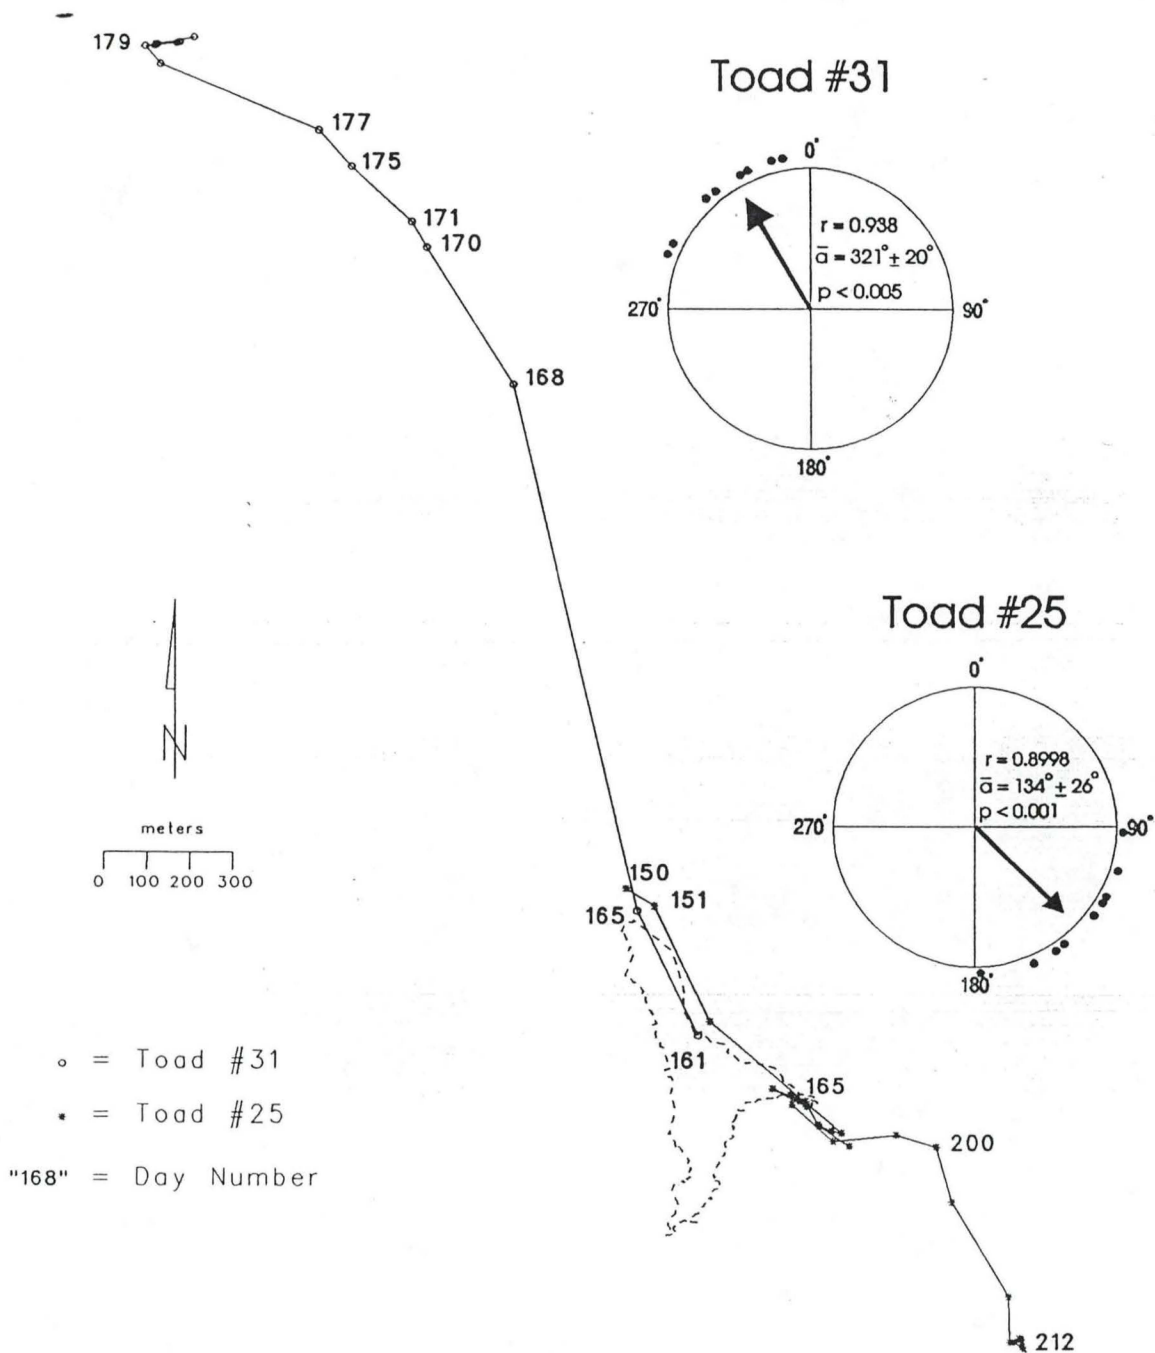 179
177
175
171
170
168
Toad #31
0°
r = 0.938
a̅ = 321° ± 20°
p < 0.005
270°
90°
180°
Toad #25
0°
r = 0.8998
a̅ = 134° ± 26°
p < 0.001
270°
90°
180°
N
meters
0 100 200 300
150
151
165
161
165
200
212
o = Toad #31
* = Toad #25
"168" = Day Number